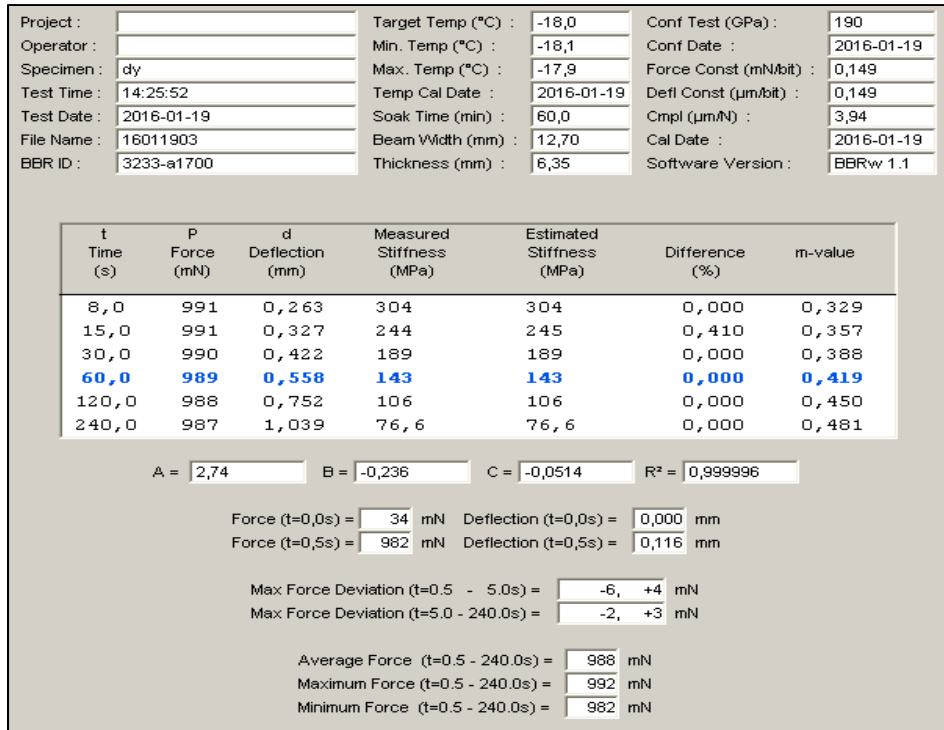 Project : Target Temp (°C) : -18,0 Conf Test (GPa) : 190
Operator : Min. Temp (°C) : -18,1 Conf Date : 2016-01-19
Specimen : dy Max. Temp (°C) : -17,9 Force Const (mN/bit) : 0,149
Test Time : 14:25:52 Temp Cal Date : 2016-01-19 Defl Const (µm/bit) : 0,149
Test Date : 2016-01-19 Soak Time (min) : 60,0 Cmpl (µm/N) : 3,94
File Name : 16011903 Beam Width (mm) : 12,70 Cal Date : 2016-01-19
BBR ID : 3233-a1700 Thickness (mm) : 6,35 Software Version : BBRw 1.1
t P d Measured Estimated
Time Force Deflection Stiffness Stiffness Difference m-value
(s) (mN) (mm) (MPa) (MPa) (%)
8,0 991 0,263 304 304 0,000 0,329
15,0 991 0,327 244 245 0,410 0,357
30,0 990 0,422 189 189 0,000 0,388
60,0 989 0,558 143 143 0,000 0,419
120,0 988 0,752 106 106 0,000 0,450
240,0 987 1,039 76,6 76,6 0,000 0,481
A = 2,74 B = -0,236 C = -0,0514 R² = 0,999996
Force (t=0,0s) = 34 mN Deflection (t=0,0s) = 0,000 mm
Force (t=0,5s) = 982 mN Deflection (t=0,5s) = 0,116 mm
Max Force Deviation (t=0.5 - 5.0s) = -6, +4 mN
Max Force Deviation (t=5.0 - 240.0s) = -2, +3 mN
Average Force (t=0.5 - 240.0s) = 988 mN
Maximum Force (t=0.5 - 240.0s) = 992 mN
Minimum Force (t=0.5 - 240.0s) = 982 mN